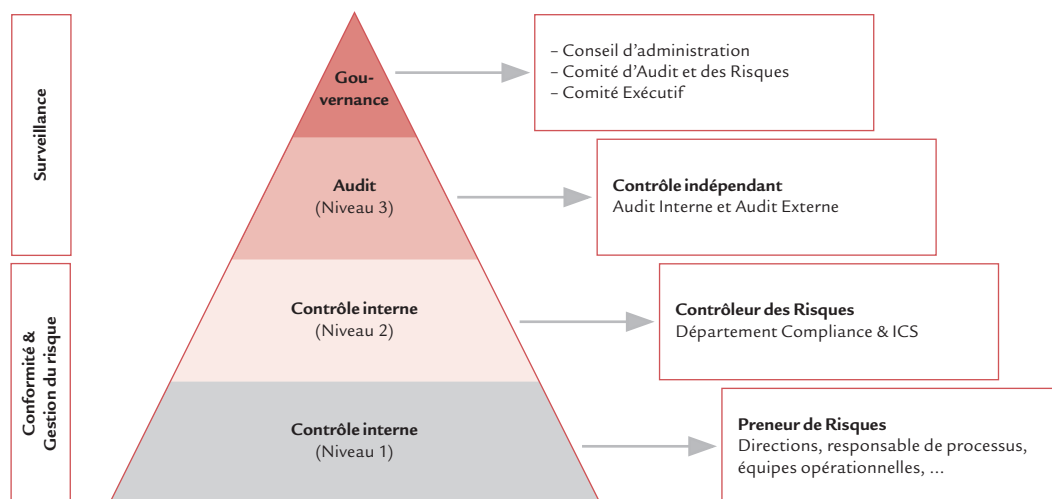 Surveillance
Gou-
vernance
– Conseil d’administration
– Comité d’Audit et des Risques
– Comité Exécutif
Audit
(Niveau 3)
Contrôle indépendant
Audit Interne et Audit Externe
Conformité &
Gestion du risque
Contrôle interne
(Niveau 2)
Contrôleur des Risques
Département Compliance & ICS
Contrôle interne
(Niveau 1)
Preneur de Risques
Directions, responsable de processus,
équipes opérationnelles, ...